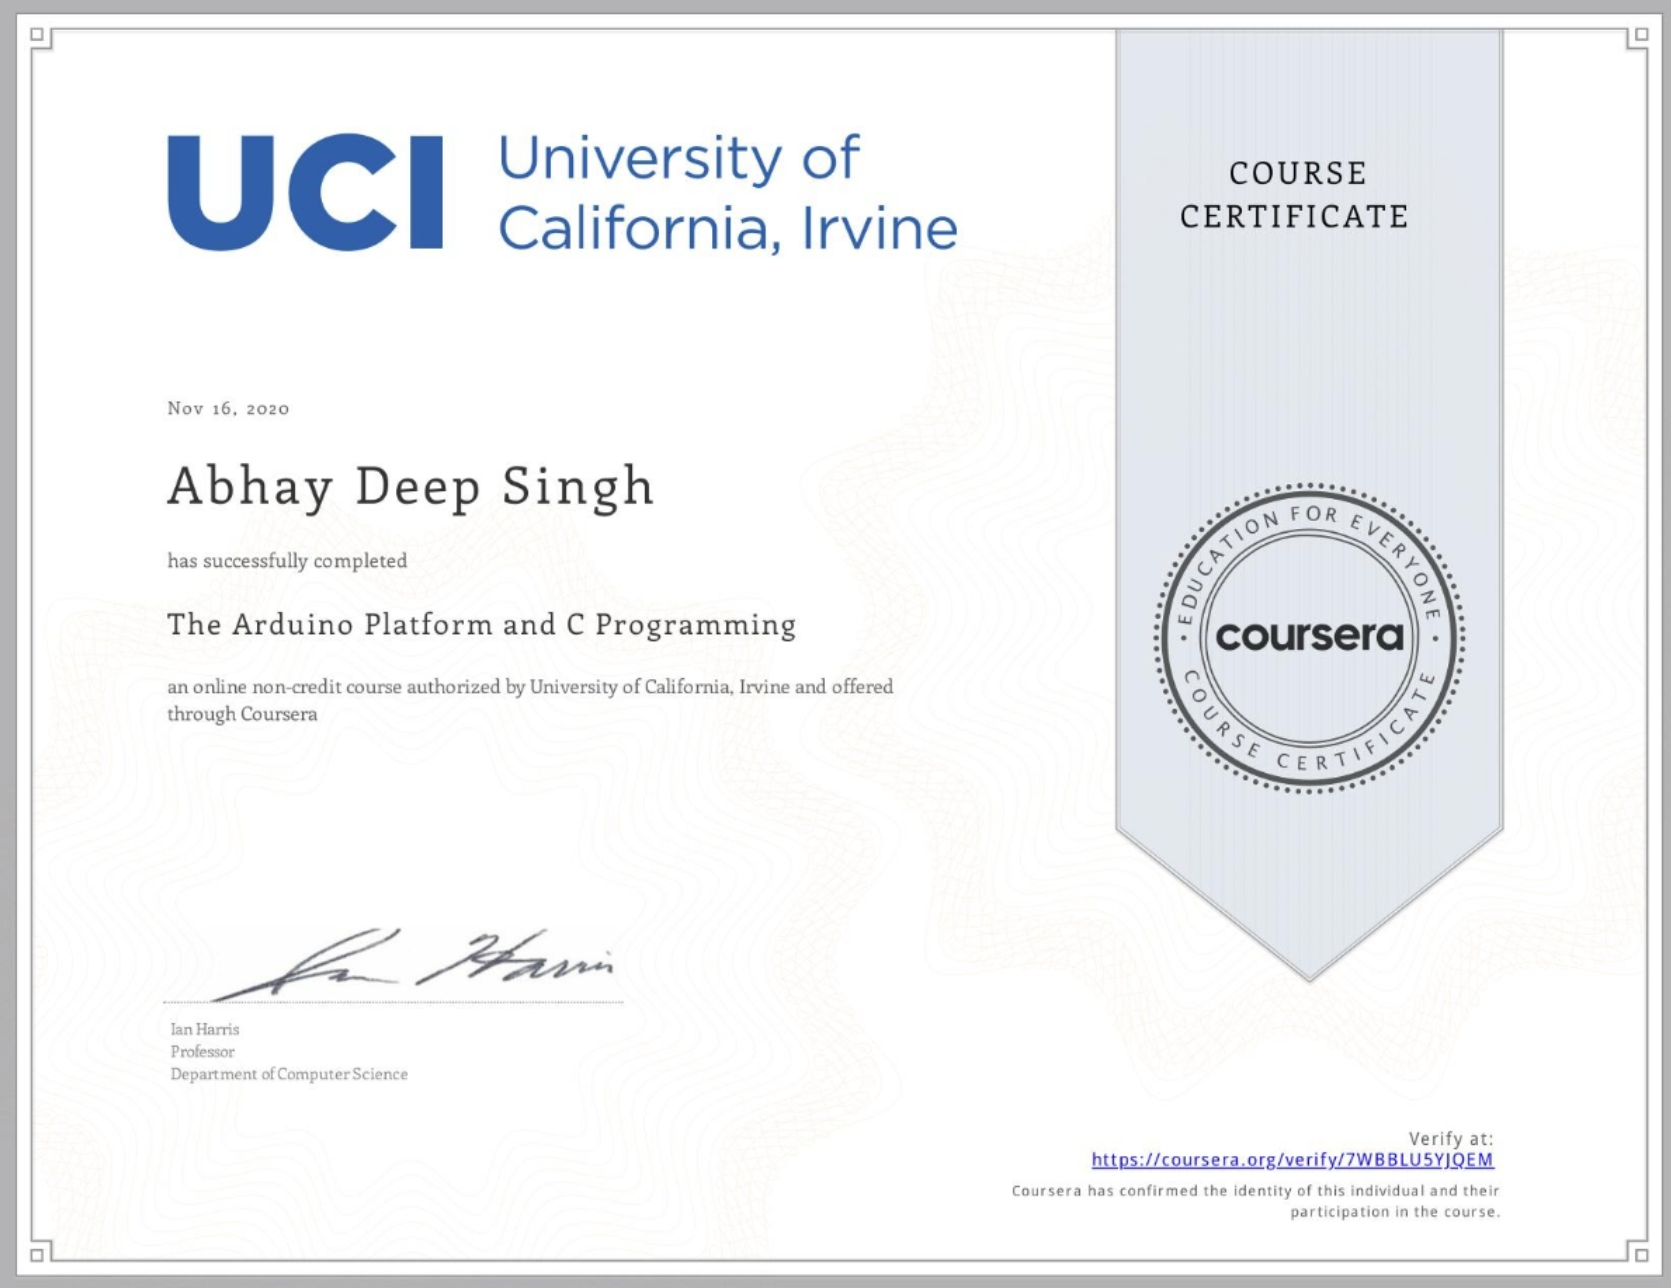 UCI
University of
California, Irvine
COURSE
CERTIFICATE
Nov 16, 2020
Abhay Deep Singh
has successfully completed
The Arduino Platform and C Programming
an online non-credit course authorized by University of California, Irvine and offered
through Coursera
EDUCATION FOR EVERYONE
coursera
COURSE CERTIFICATE
Ian Harris
Ian Harris
Professor
Department of Computer Science
Verify at:
https://coursera.org/verify/7WBBLU5YJQEM
Coursera has confirmed the identity of this individual and their
participation in the course.